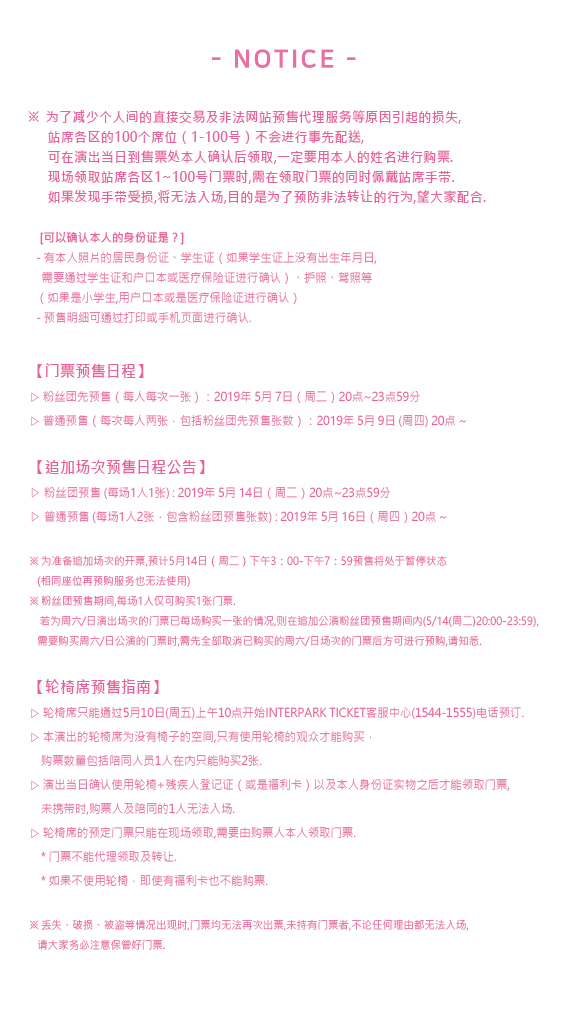 - NOTICE -
※ 为了减少个人间的直接交易及非法网站预售代理服务等原因引起的损失,
站席各区的100个席位 ( 1-100号 ) 不会进行事先配送,
可在演出当日到售票处本人确认后领取,一定要用本人的姓名进行购票.
现场领取站席各区1~100号门票时,需在领取门票的同时佩戴站席手带.
如果发现手带受损,将无法入场,目的是为了预防非法转让的行为,望大家配合.
[可以确认本人的身份证是 ? ]
- 有本人照片的居民身份证、学生证 ( 如果学生证上没有出生年月日,
需要通过学生证和户口本或医疗保险证进行确认 ) 、护照、驾照等
( 如果是小学生,用户口本或是医疗保险证进行确认 )
- 预售明细可通过打印或手机页面进行确认.
【门票预售日程】
▷ 粉丝团先预售 ( 每人每次一张 ) : 2019年 5月 7日 ( 周二 ) 20点~23点59分
▷ 普通预售 ( 每次每人两张，包括粉丝团先预售张数 ) : 2019年 5月 9日 (周四) 20点 ~
【追加场次预售日程公告】
▷ 粉丝团预售 (每场1人1张) : 2019年 5月 14日 ( 周二 ) 20点~23点59分
▷ 普通预售 (每场1人2张，包含粉丝团预售张数) : 2019年 5月 16日 ( 周四 ) 20点 ~
※ 为准备追加场次的开票,预计5月14日 ( 周二 ) 下午3 : 00-下午7 : 59预售将处于暂停状态
(相同座位再预购服务也无法使用)
※ 粉丝团预售期间,每场1人仅可购买1张门票.
若为周六/日演出场次的门票已每场购买一张的情况,则在追加公演粉丝团预售期间内(5/14(周二)20:00-23:59),
需要购买周六/日公演的门票时,需先全部取消已购买的周六/日场次的门票后方可进行预购,请知悉.
【轮椅席预售指南】
▷ 轮椅席只能通过5月10日(周五)上午10点开始INTERPARK TICKET客服中心(1544-1555)电话预订.
▷ 本演出的轮椅席为没有椅子的空间,只有使用轮椅的观众才能购买，
购票数量包括陪同人员1人在内只能购买2张.
▷ 演出当日确认使用轮椅+残疾人登记证 ( 或是福利卡 ) 以及本人身份证实物之后才能领取门票,
未携带时,购票人及陪同的1人无法入场.
▷ 轮椅席的预定门票只能在现场领取,需要由购票人本人领取门票.
* 门票不能代理领取及转让.
* 如果不使用轮椅，即使有福利卡也不能购票.
※ 丢失、破损、被盗等情况出现时,门票均无法再次出票,未持有门票者,不论任何理由都无法入场,
请大家务必注意保管好门票.